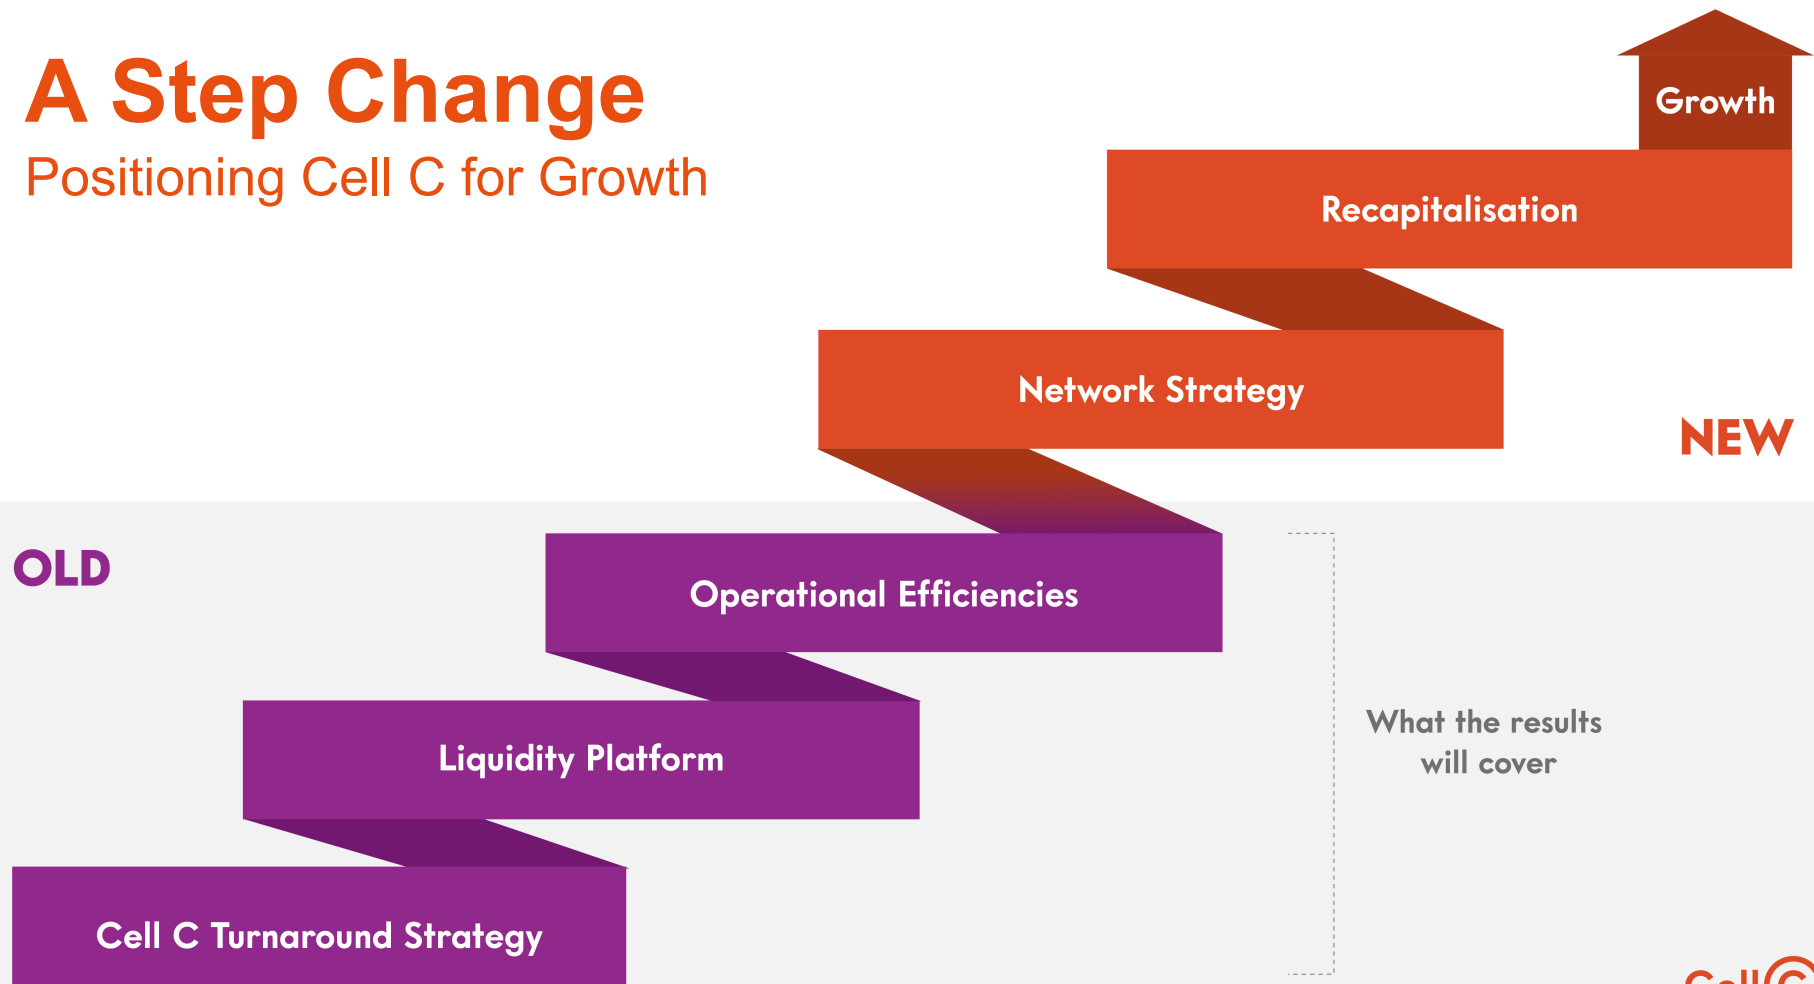 A Step Change
Positioning Cell C for Growth
Growth
Recapitalisation
Network Strategy
NEW
OLD
Operational Efficiencies
What the results
will cover
Liquidity Platform
Cell C Turnaround Strategy
Cell C